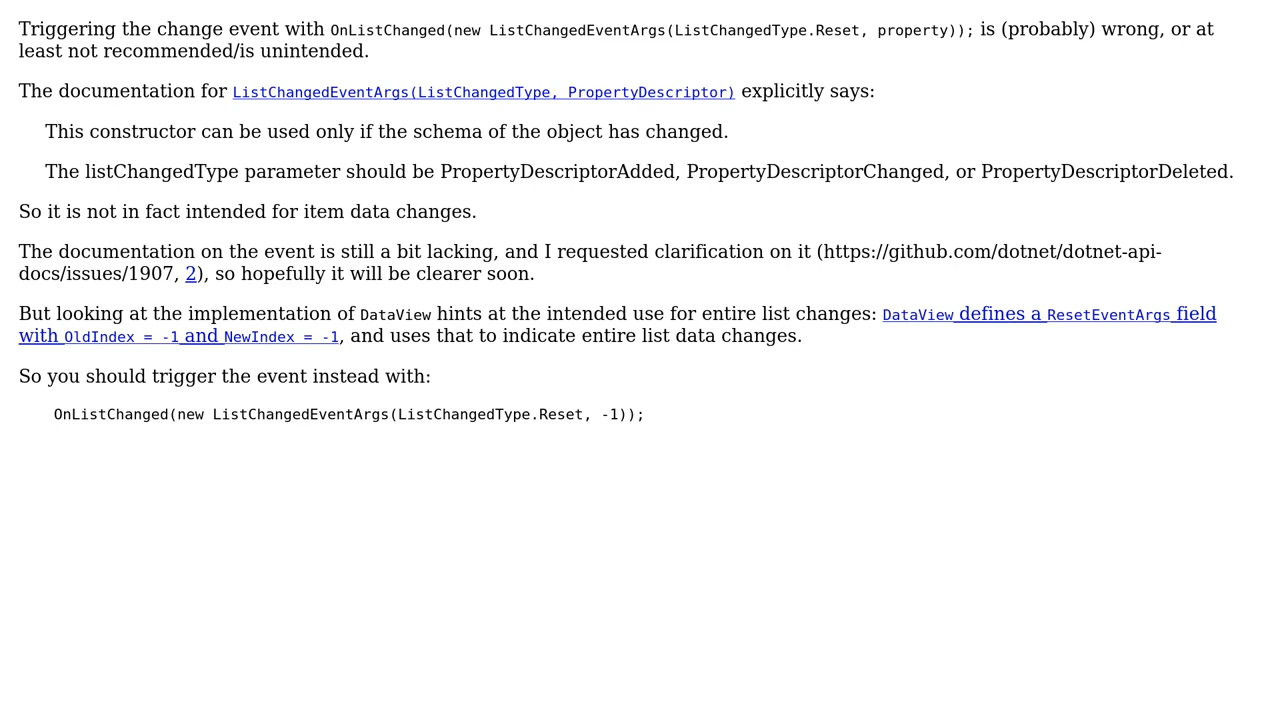 Triggering the change event with OnListChanged(new ListChangedEventArgs(ListChangedType.Reset, property)); is (probably) wrong, or at
least not recommended/is unintended.
The documentation for ListChangedEventArgs(ListChangedType, PropertyDescriptor) explicitly says:
This constructor can be used only if the schema of the object has changed.
The listChangedType parameter should be PropertyDescriptorAdded, PropertyDescriptorChanged, or PropertyDescriptorDeleted.
So it is not in fact intended for item data changes.
The documentation on the event is still a bit lacking, and I requested clarification on it (https://github.com/dotnet/dotnet-api-
docs/issues/1907, 2), so hopefully it will be clearer soon.
But looking at the implementation of DataView hints at the intended use for entire list changes: DataView defines a ResetEventArgs field
with OldIndex = -1 and NewIndex = -1, and uses that to indicate entire list data changes.
So you should trigger the event instead with:
OnListChanged(new ListChangedEventArgs(ListChangedType.Reset, -1));